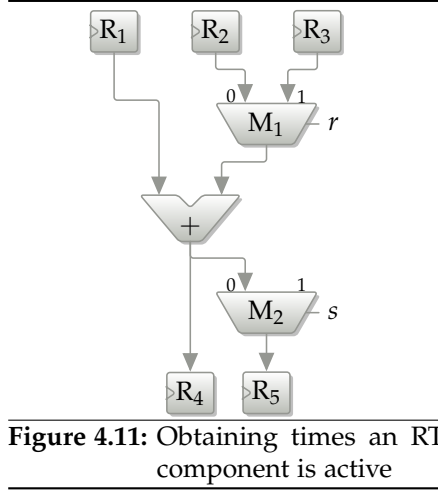 R1 R2 R3
0 1
M1 r
+
0 1
M2 s
R4 R5
Figure 4.11: Obtaining times an RT
component is active